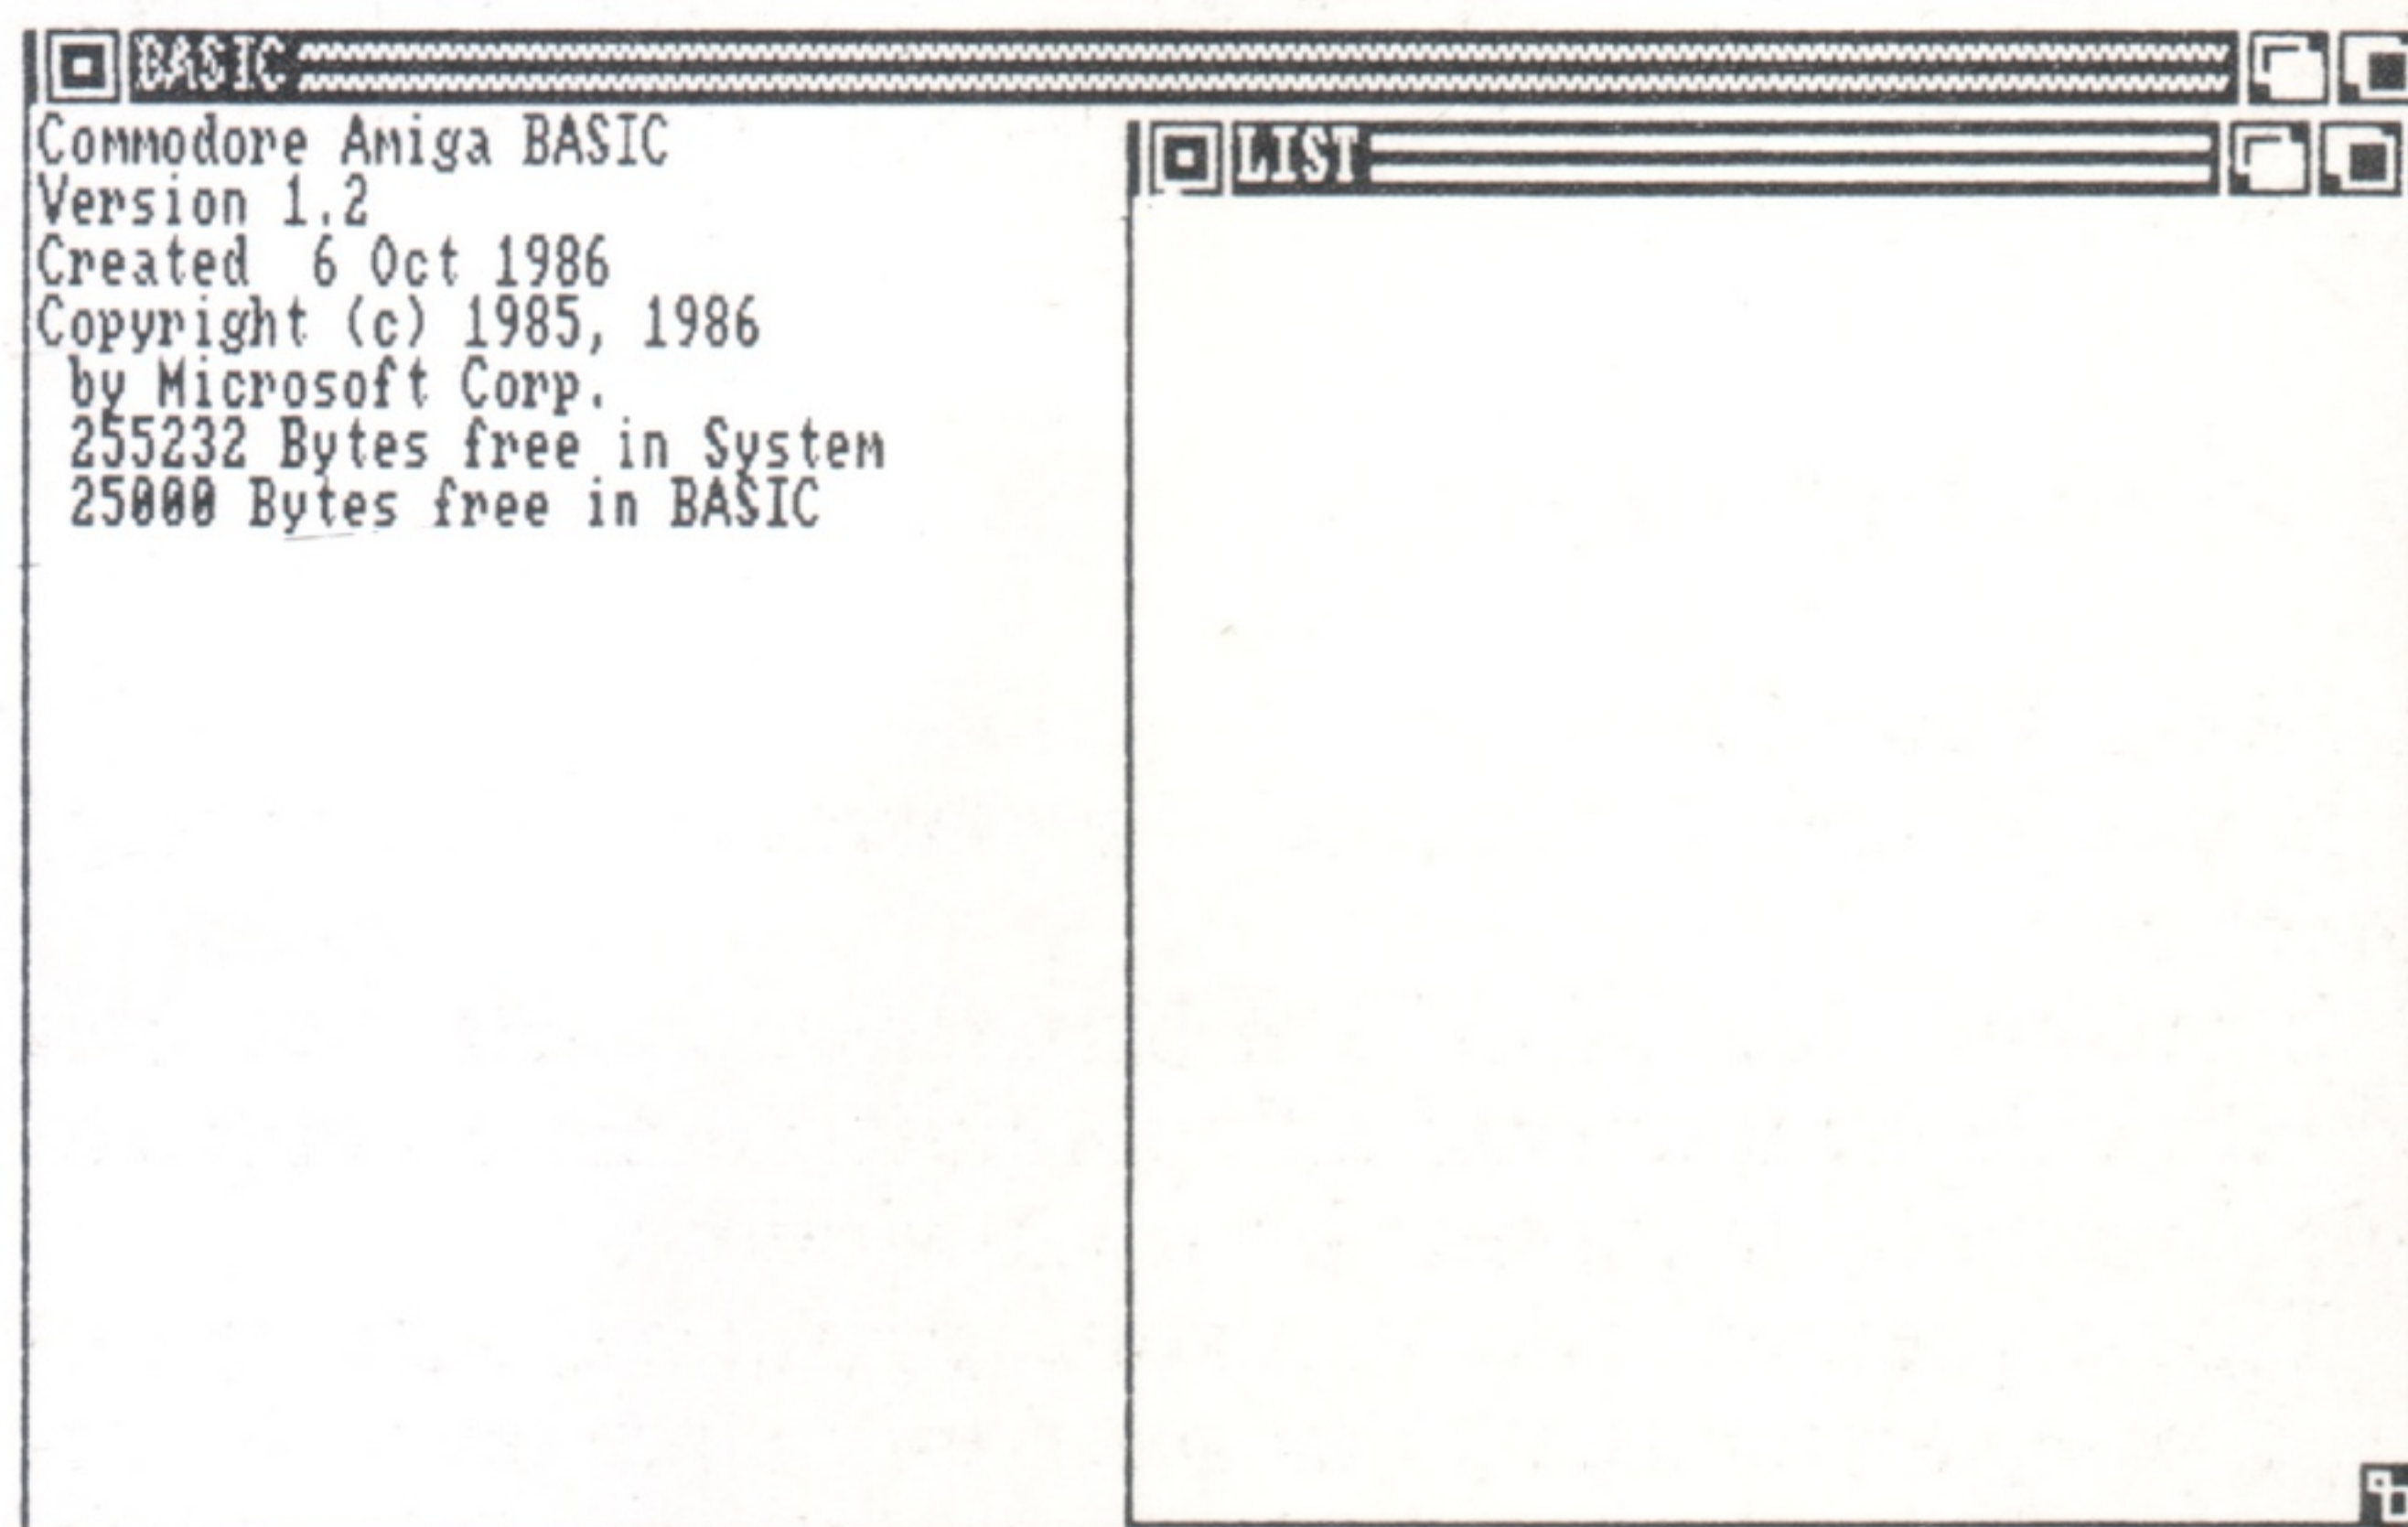 BASIC
Commodore Amiga BASIC
Version 1.2
Created  6 Oct 1986
Copyright (c) 1985, 1986
by Microsoft Corp.
255232 Bytes free in System
25000 Bytes free in BASIC
LIST